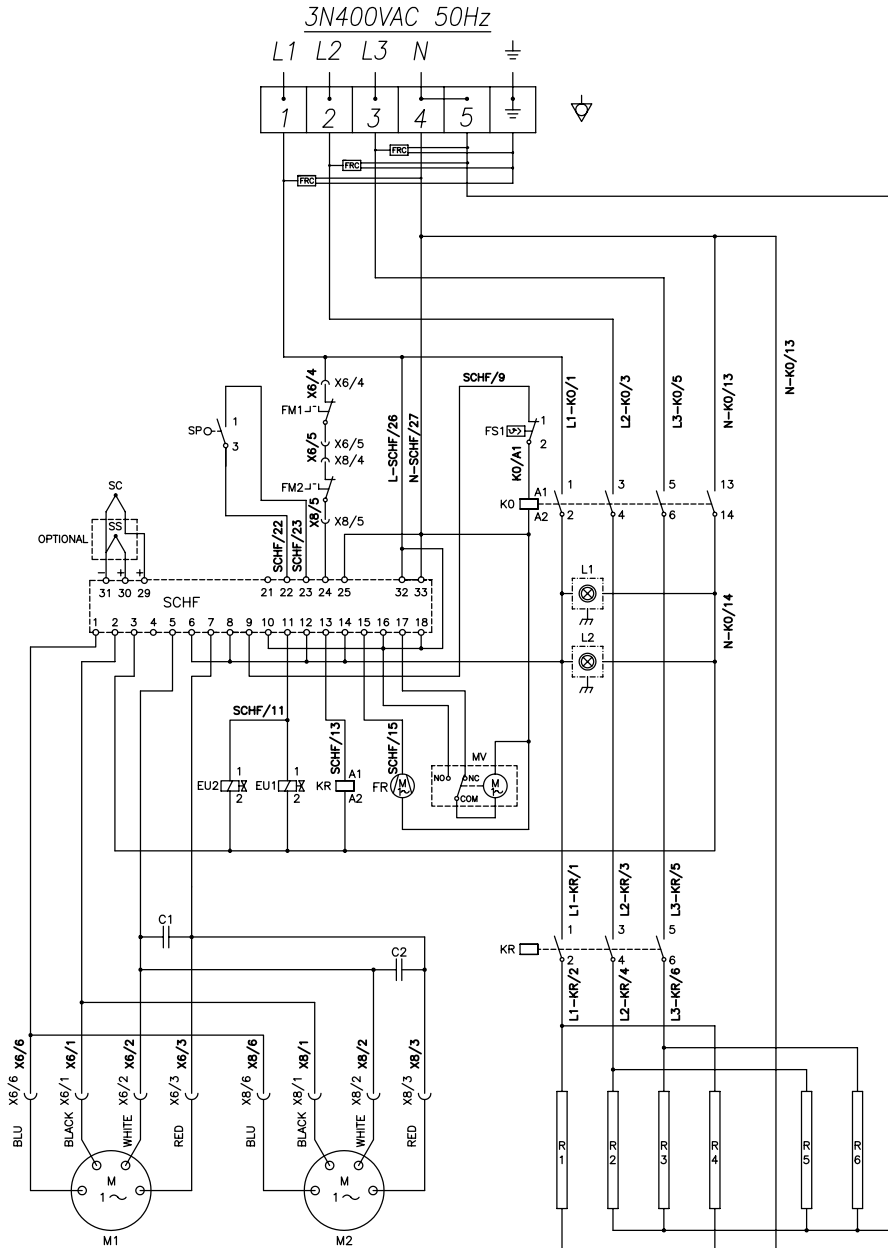 3N400VAC 50Hz
L1 L2 L3 N
1 2 3 4 5
FRC
FRC
FRC
SCHF/9
X6/4 X6/4
FM1
SP 1 3
X6/5 X6/5
X8/4
FM2
X8/5 X8/5
L-SCHF/26
N-SCHF/27
FS1 1 2
K0/A1
L1-K0/1
L2-K0/3
L3-K0/5
N-K0/13
N-K0/13
K0 A1 A2
1 3 5 13
2 4 6 14
SC
SS
OPTIONAL
SCHF/22
SCHF/23
- + +
31 30 29 21 22 23 24 25 32 33
SCHF
1 2 3 4 5 6 7 8 9 10 11 12 13 14 15 16 17 18
L1
L2
N-K0/14
SCHF/11
SCHF/13
SCHF/15
MV
NO NC
COM
M
1~
EU2 1 2
EU1 1 2
KR A1 A2
FR M 1~
L1-KR/1
L2-KR/3
L3-KR/5
C1
C2
KR
1 3 5
2 4 6
L1-KR/2
L2-KR/4
L3-KR/6
X6/6 X6/1 X6/2 X6/3 X8/6 X8/1 X8/2 X8/3
X6/6 X6/1 X6/2 X6/3 X8/6 X8/1 X8/2 X8/3
BLU BLACK WHITE RED BLU BLACK WHITE RED
M
1~
M
1~
M1 M2
R1 R2 R3 R4 R5 R6